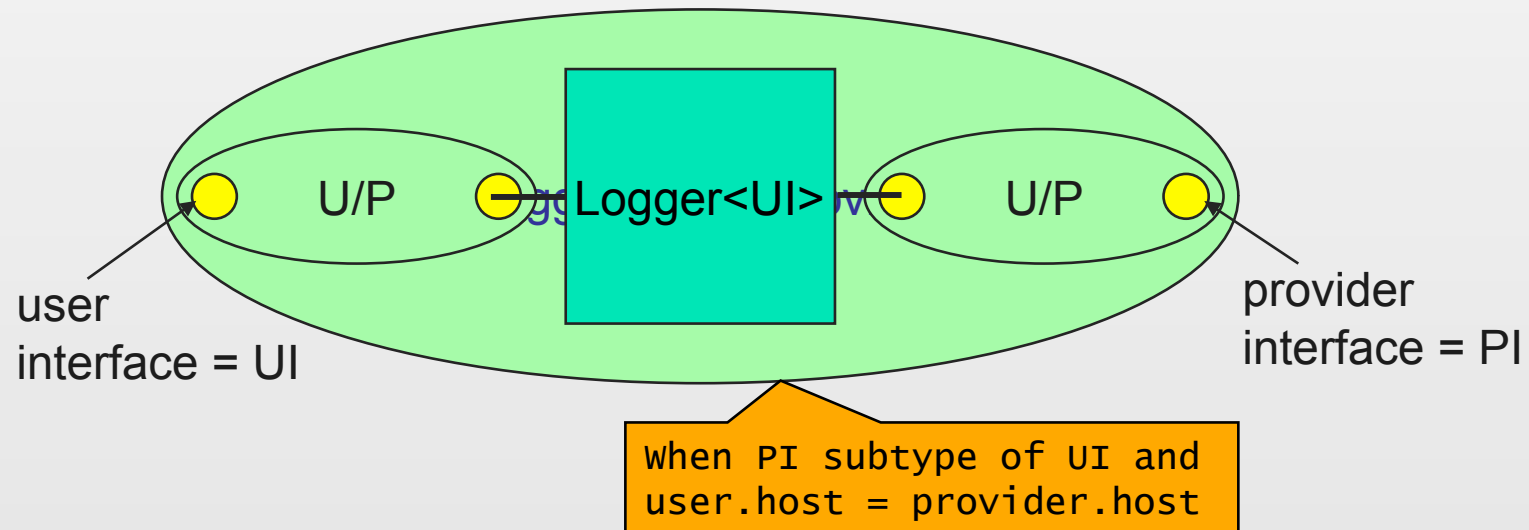 U/P
Logger<UI>
U/P
user
interface = UI
provider
interface = PI
When PI subtype of UI and
user.host = provider.host